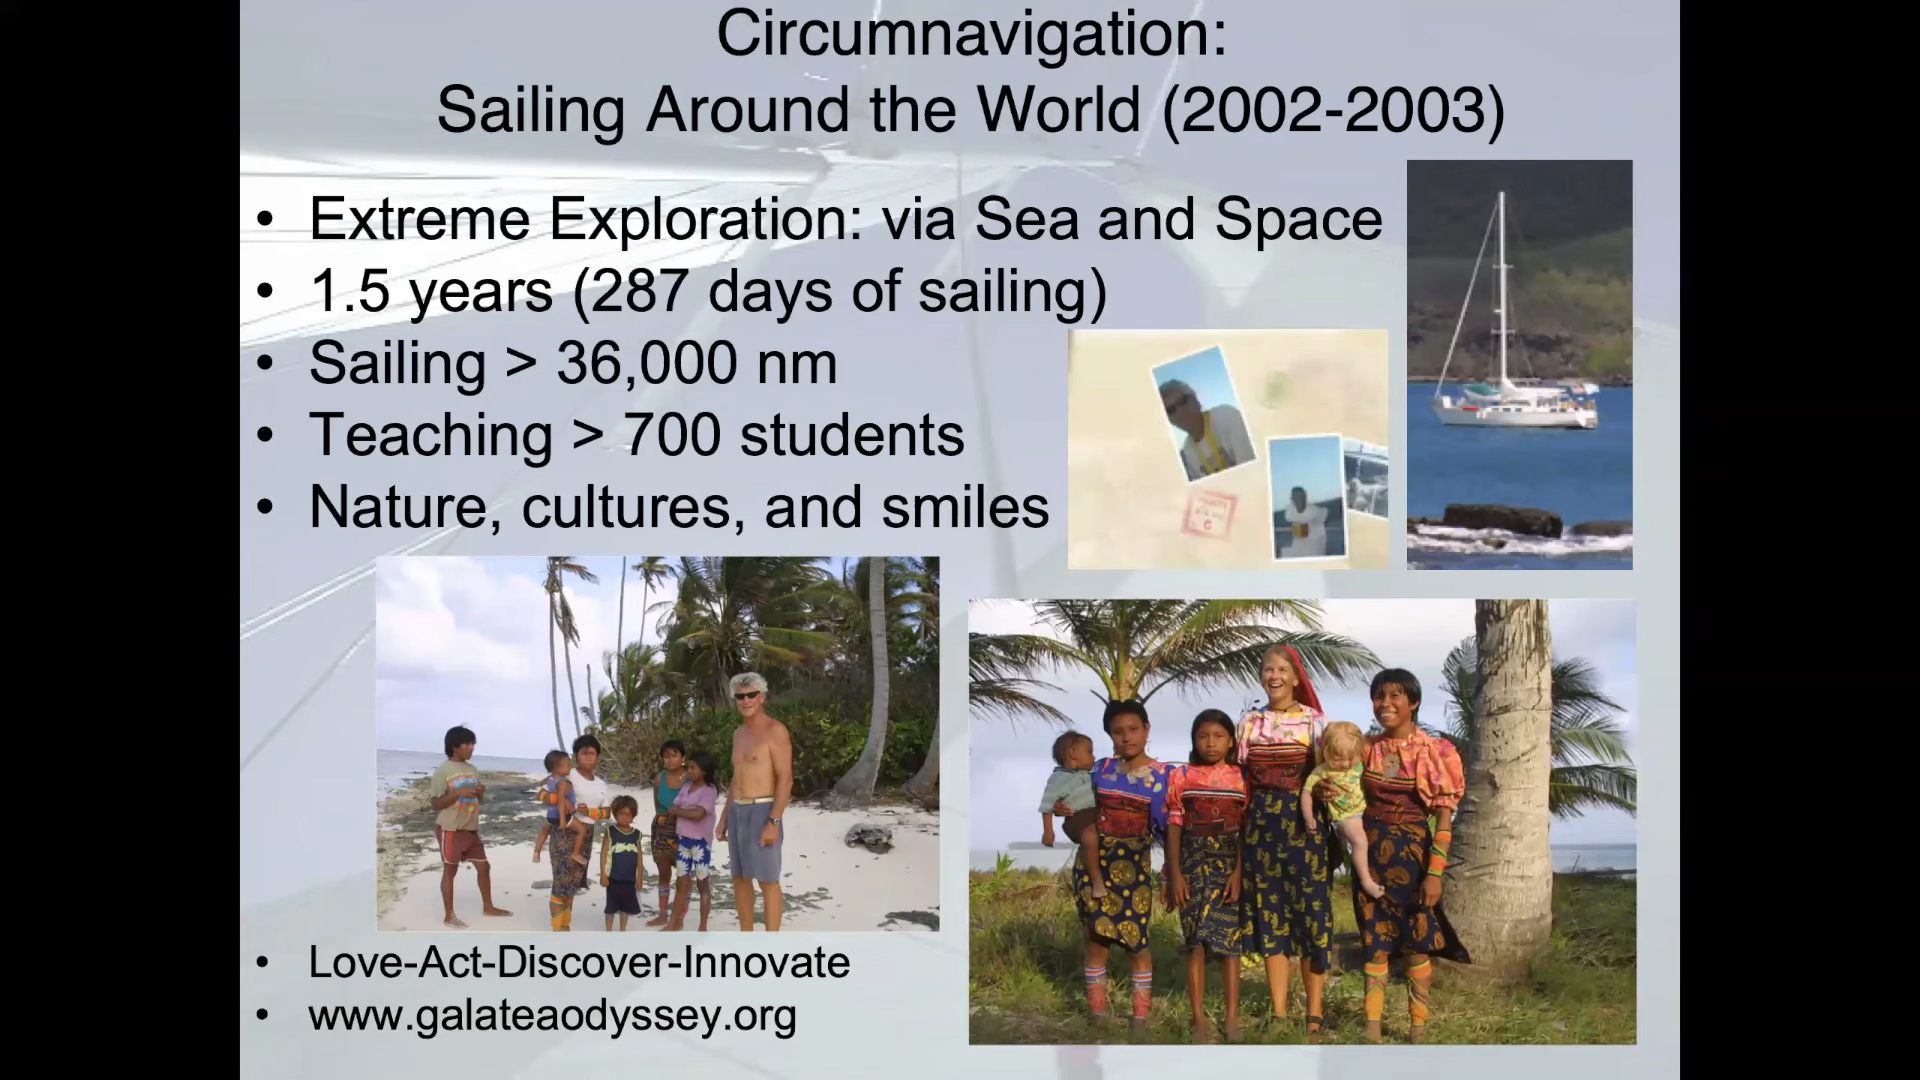 Circumnavigation:
Sailing Around the World (2002-2003)
• Extreme Exploration: via Sea and Space
• 1.5 years (287 days of sailing)
• Sailing > 36,000 nm
• Teaching > 700 students
• Nature, cultures, and smiles
• Love-Act-Discover-Innovate
• www.galateaodyssey.org